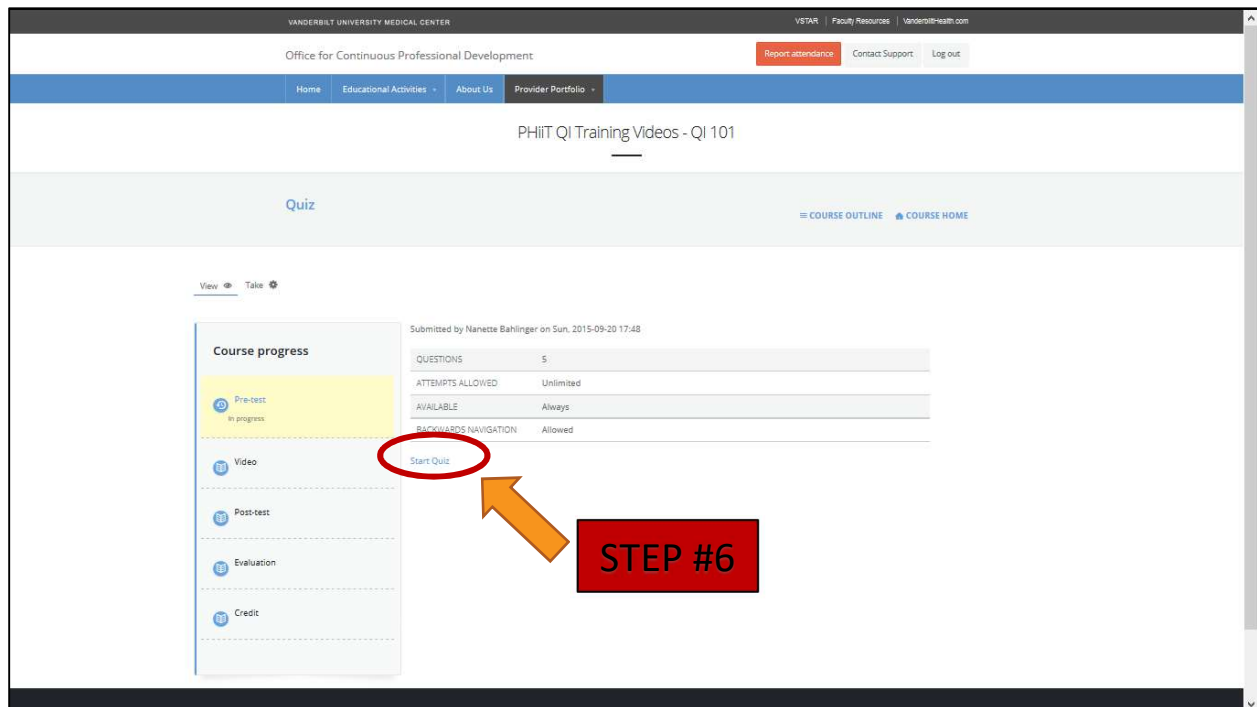 VANDERBILT UNIVERSITY MEDICAL CENTER
VSTAR | Faculty Resources | VanderbiltHealth.com
Office for Continuous Professional Development
Report attendance Contact Support Log out
Home Educational Activities About Us Provider Portfolio
PHiiT QI Training Videos - QI 101
Quiz
COURSE OUTLINE COURSE HOME
View Take
Submitted by Nanette Bahlinger on Sun, 2015-09-20 17:48
Course progress
QUESTIONS 5
ATTEMPTS ALLOWED Unlimited
Pre-test
AVAILABLE Always
In progress
BACKWARDS NAVIGATION Allowed
Video
Start Quiz
Post-test
STEP #6
Evaluation
Credit